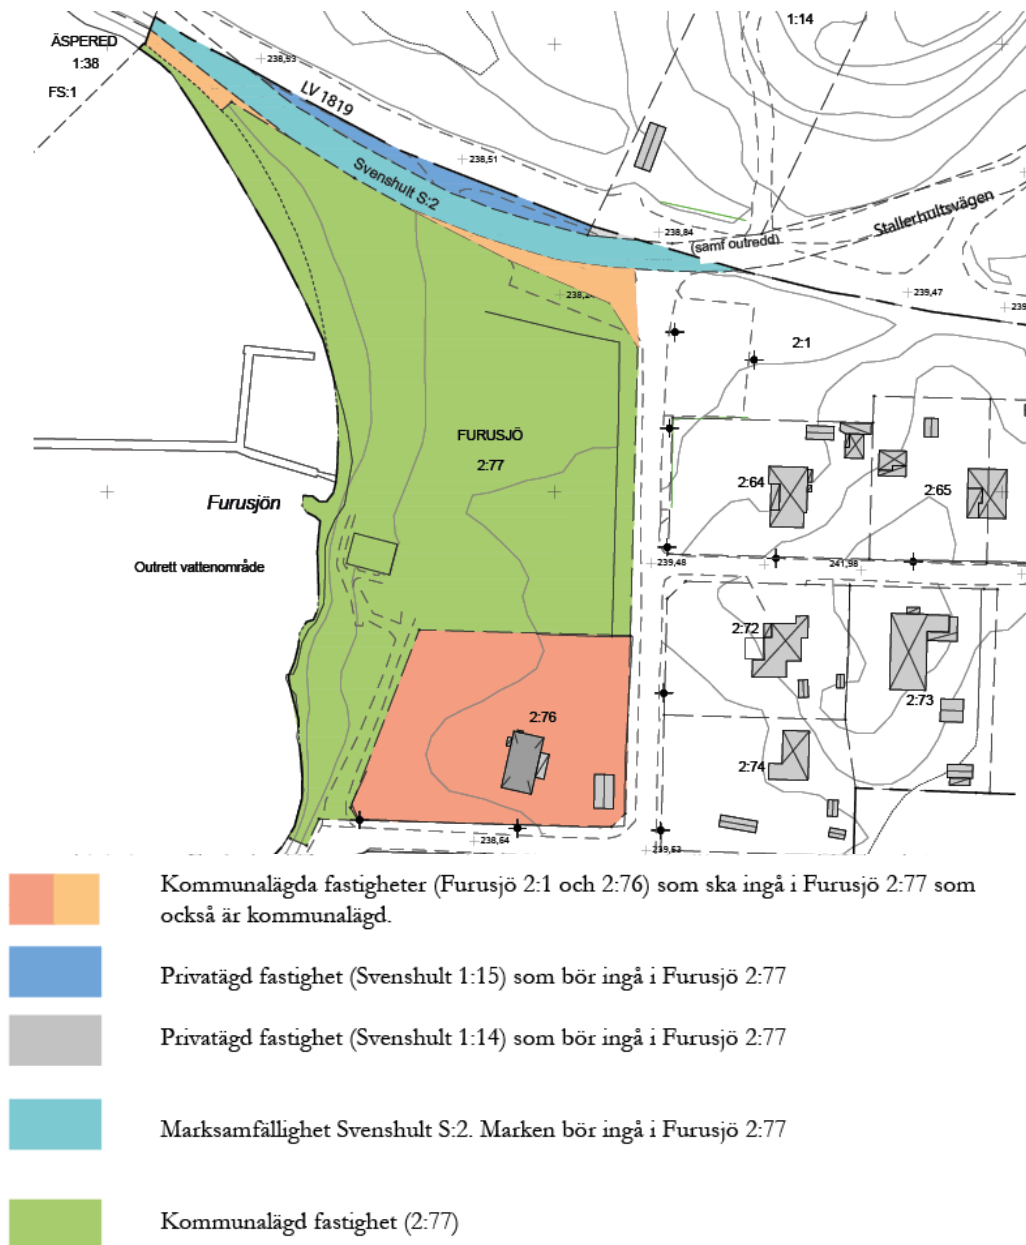 1:14
ÄSPERED
1:38
FS:1
238,53
LV 1819
238,51
Svenshult S:2
Stallerhultsvägen
238,84
(samf outredd)
239,47
239
2:1
FURUSJÖ
2:77
2:64
2:65
Furusjön
Outrett vattenområde
239,48
241,98
2:72
2:73
2:76
2:74
238,64
239,63
Kommunalägda fastigheter (Furusjö 2:1 och 2:76) som ska ingå i Furusjö 2:77 som
också är kommunalägd.
Privatägd fastighet (Svenshult 1:15) som bör ingå i Furusjö 2:77
Privatägd fastighet (Svenshult 1:14) som bör ingå i Furusjö 2:77
Marksamfällighet Svenshult S:2. Marken bör ingå i Furusjö 2:77
Kommunalägd fastighet (2:77)